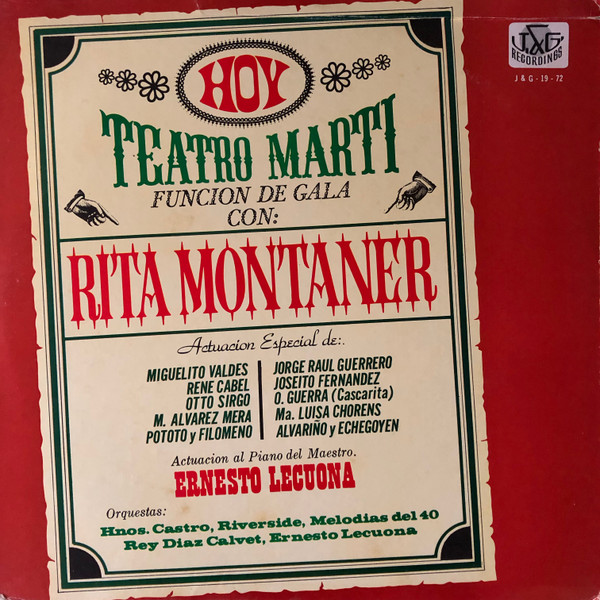 J&G.
RECORDINGS
J & G - 19 - 72
HOY
TEATRO MARTI
FUNCION DE GALA
CON:
RITA MONTANER
Actuacion Especial de:.
MIGUELITO VALDES
RENE CABEL
OTTO SIRGO
M. ALVAREZ MERA
POTOTO y FILOMENO
JORGE RAUL GUERRERO
JOSEITO FERNANDEZ
O. GUERRA (Cascarita)
Ma. LUISA CHORENS
ALVARIÑO y ECHEGOYEN
Actuacion al Piano del Maestro.
ERNESTO LECUONA
Orquestas:
Hnos. Castro, Riverside, Melodias del 40
Rey Diaz Calvet, Ernesto Lecuona